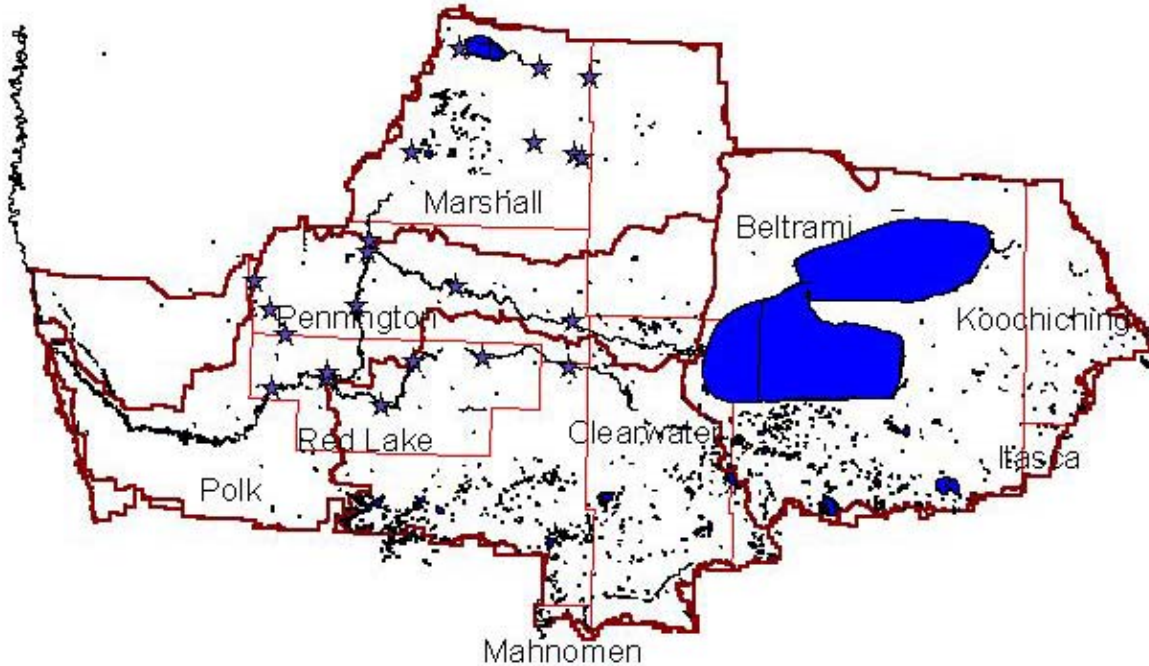 Marshall
Beltrami
Pennington
Koochiching
Red Lake
Clearwater
Itasca
Polk
Mahnomen